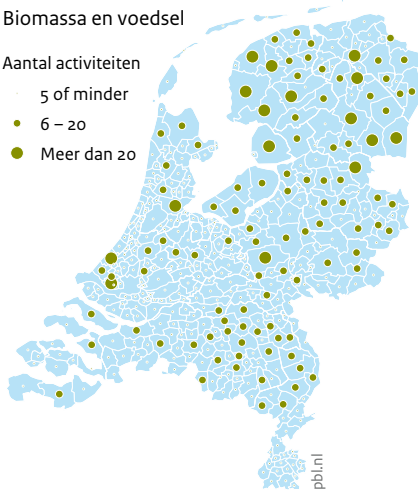 Biomassa en voedsel
Aantal activiteiten
5 of minder
6 – 20
Meer dan 20
pbl.nl